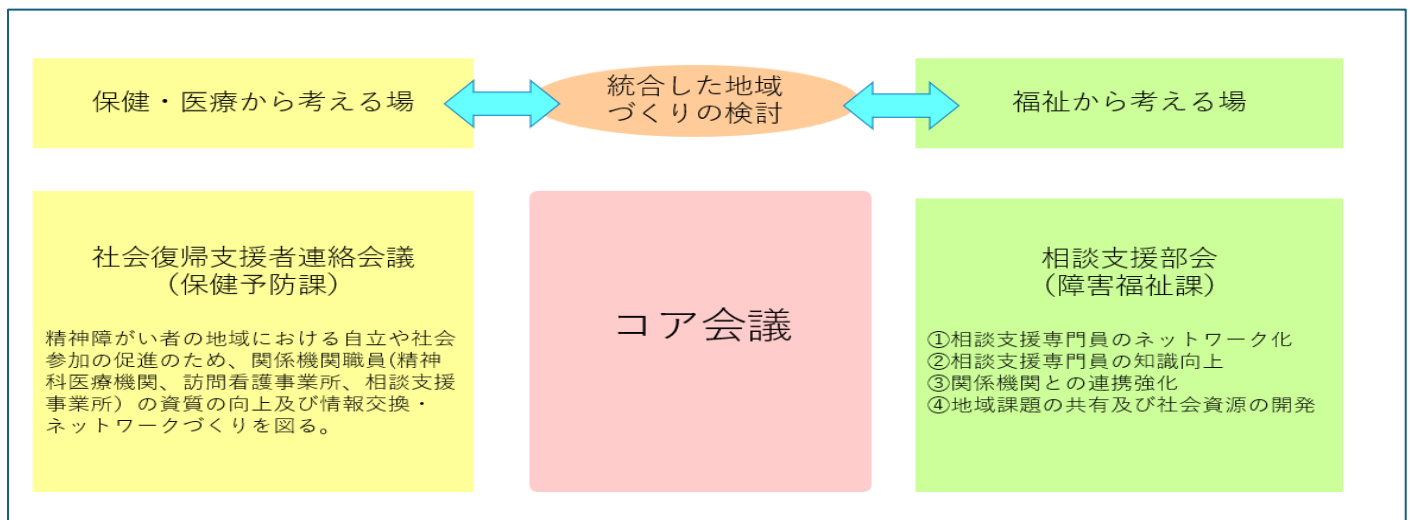 保健・医療から考える場
統合した地域
づくりの検討
福祉から考える場
社会復帰支援者連絡会議
（保健予防課）
精神障がい者の地域における自立や社会
参加の促進のため、関係機関職員(精神
科医療機関、訪問看護事業所、相談支援
事業所）の資質の向上及び情報交換・
ネットワークづくりを図る。
コア会議
相談支援部会
（障害福祉課）
①相談支援専門員のネットワーク化
②相談支援専門員の知識向上
③関係機関との連携強化
④地域課題の共有及び社会資源の開発